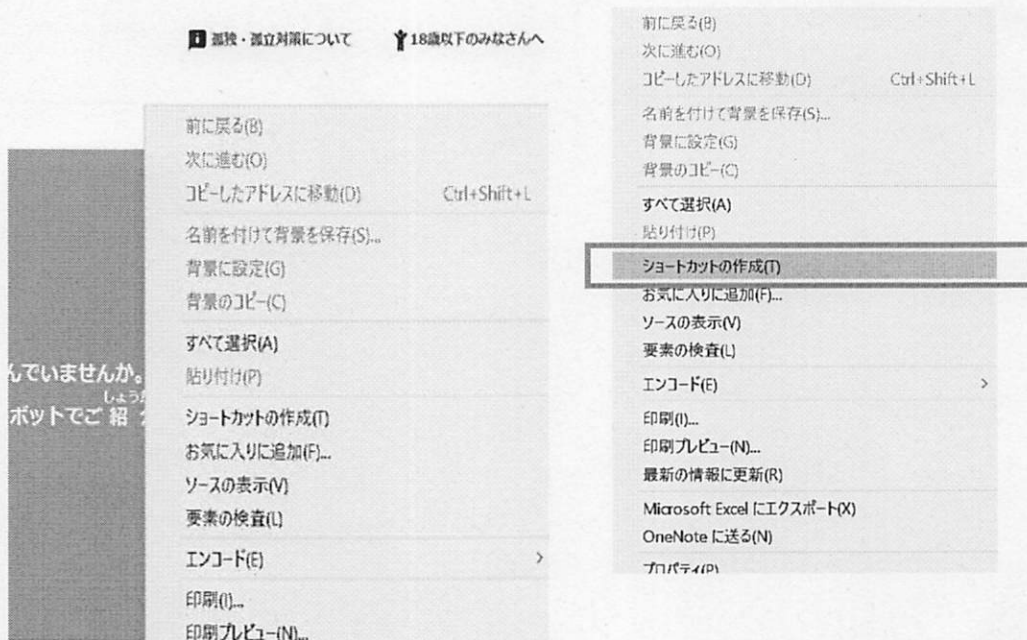 孤独・孤立対策について
18歳以下のみなさんへ
んでいませんか。
しょう
ボットでご紹
前に戻る(B)
次に進む(O)
コピーしたアドレスに移動(D) Ctrl+Shift+L
名前を付けて背景を保存(S)...
背景に設定(G)
背景のコピー(C)
すべて選択(A)
貼り付け(P)
ショートカットの作成(T)
お気に入りに追加(F)...
ソースの表示(V)
要素の検査(L)
エンコード(E) >
印刷(I)...
印刷プレビュー(N)...
前に戻る(B)
次に進む(O)
コピーしたアドレスに移動(D) Ctrl+Shift+L
名前を付けて背景を保存(S)...
背景に設定(G)
背景のコピー(C)
すべて選択(A)
貼り付け(P)
ショートカットの作成(T)
お気に入りに追加(F)...
ソースの表示(V)
要素の検査(L)
エンコード(E) >
印刷(I)...
印刷プレビュー(N)...
最新の情報に更新(R)
Microsoft Excel にエクスポート(X)
OneNote に送る(N)
プロパティ(P)